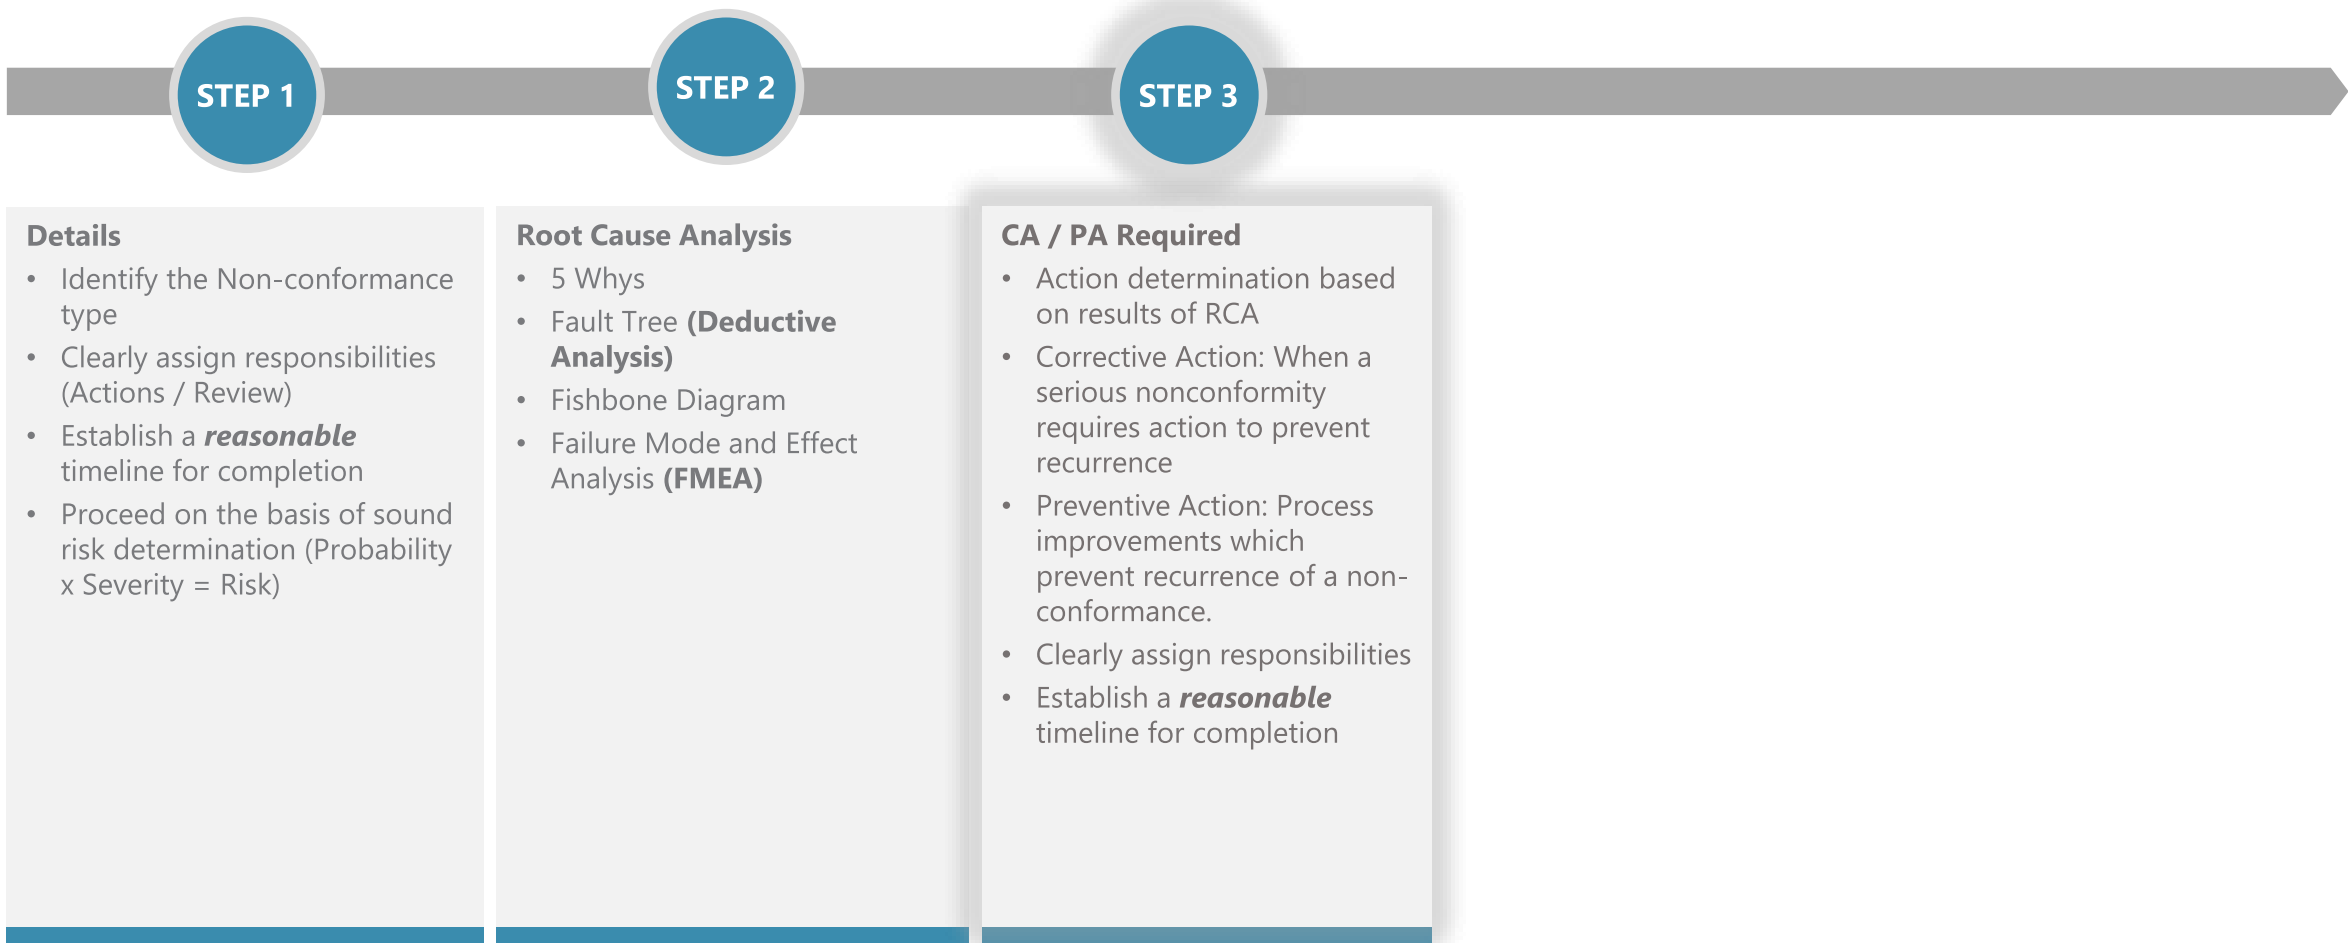 STEP 1
STEP 2
STEP 3
Details
• Identify the Non-conformance
type
• Clearly assign responsibilities
(Actions / Review)
• Establish a reasonable
timeline for completion
• Proceed on the basis of sound
risk determination (Probability
x Severity = Risk)
Root Cause Analysis
• 5 Whys
• Fault Tree (Deductive
Analysis)
• Fishbone Diagram
• Failure Mode and Effect
Analysis (FMEA)
CA / PA Required
• Action determination based
on results of RCA
• Corrective Action: When a
serious nonconformity
requires action to prevent
recurrence
• Preventive Action: Process
improvements which
prevent recurrence of a non-
conformance.
• Clearly assign responsibilities
• Establish a reasonable
timeline for completion